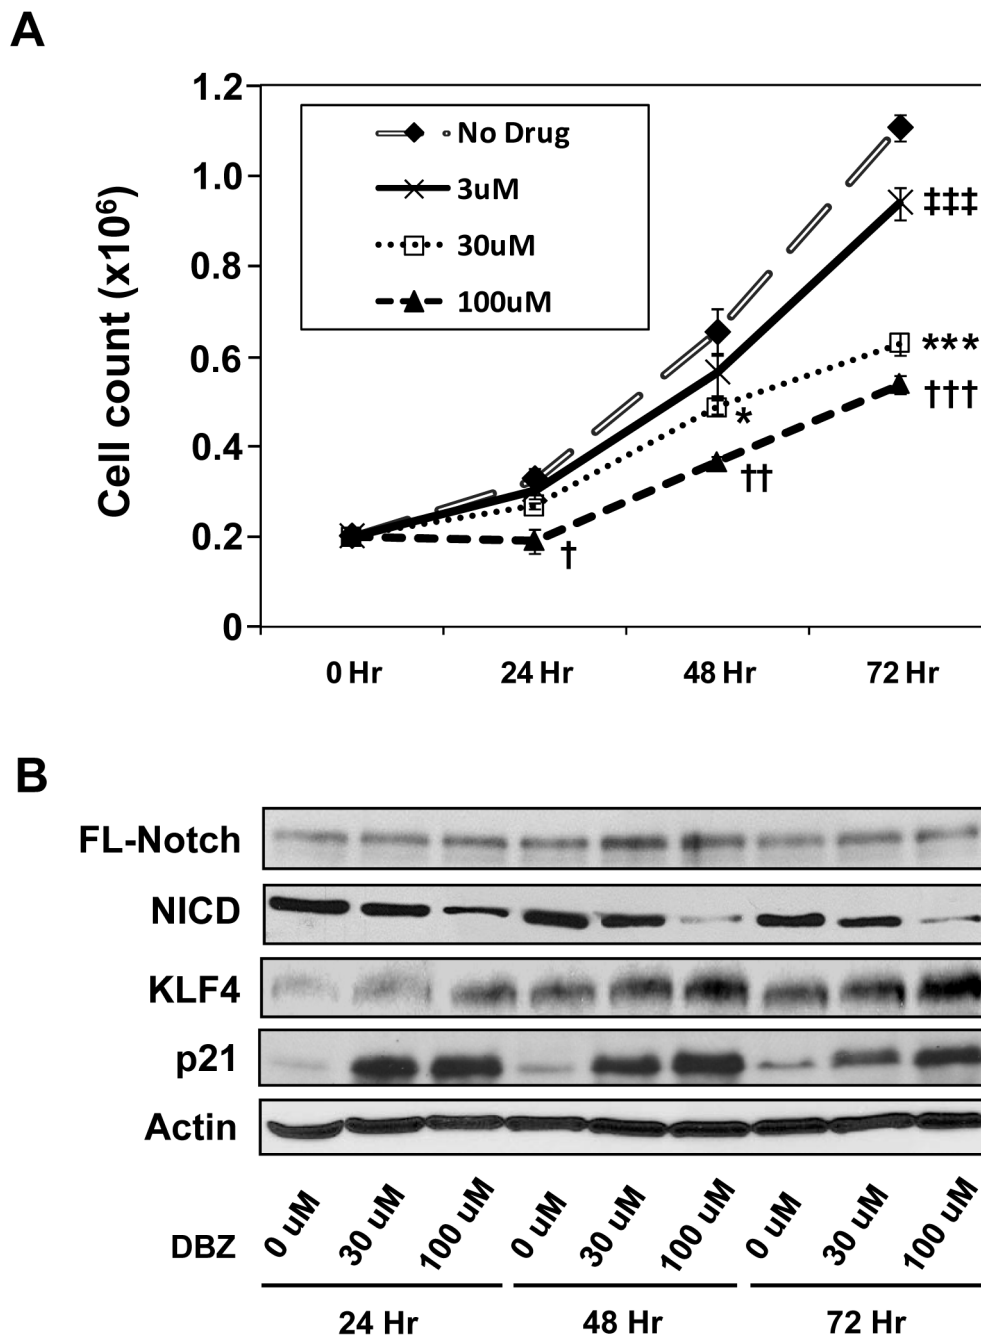 A
Cell count (x10⁶)
1.2
1.0
0.8
0.6
0.4
0.2
0
No Drug
3uM
30uM
100uM
‡‡‡
***
†††
*
††
†
0 Hr 24 Hr 48 Hr 72 Hr
B
FL-Notch
NICD
KLF4
p21
Actin
DBZ 0 uM 30 uM 100 uM 0 uM 30 uM 100 uM 0 uM 30 uM 100 uM
24 Hr 48 Hr 72 Hr